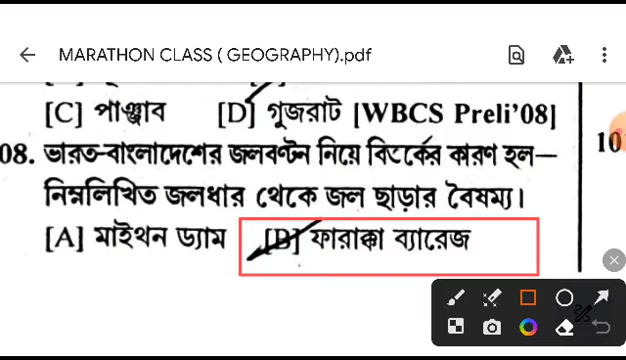 MARATHON CLASS ( GEOGRAPHY).pdf
[C] পাঞ্জাব [D] গুজরাট [WBCS Preli'08]
08. ভারত-বাংলাদেশের জলবণ্টন নিয়ে বিতর্কের কারণ হল—
নিম্নলিখিত জলধার থেকে জল ছাড়ার বৈষম্য।
[A] মাইথন ড্যাম [B] ফারাক্কা ব্যারেজ
10